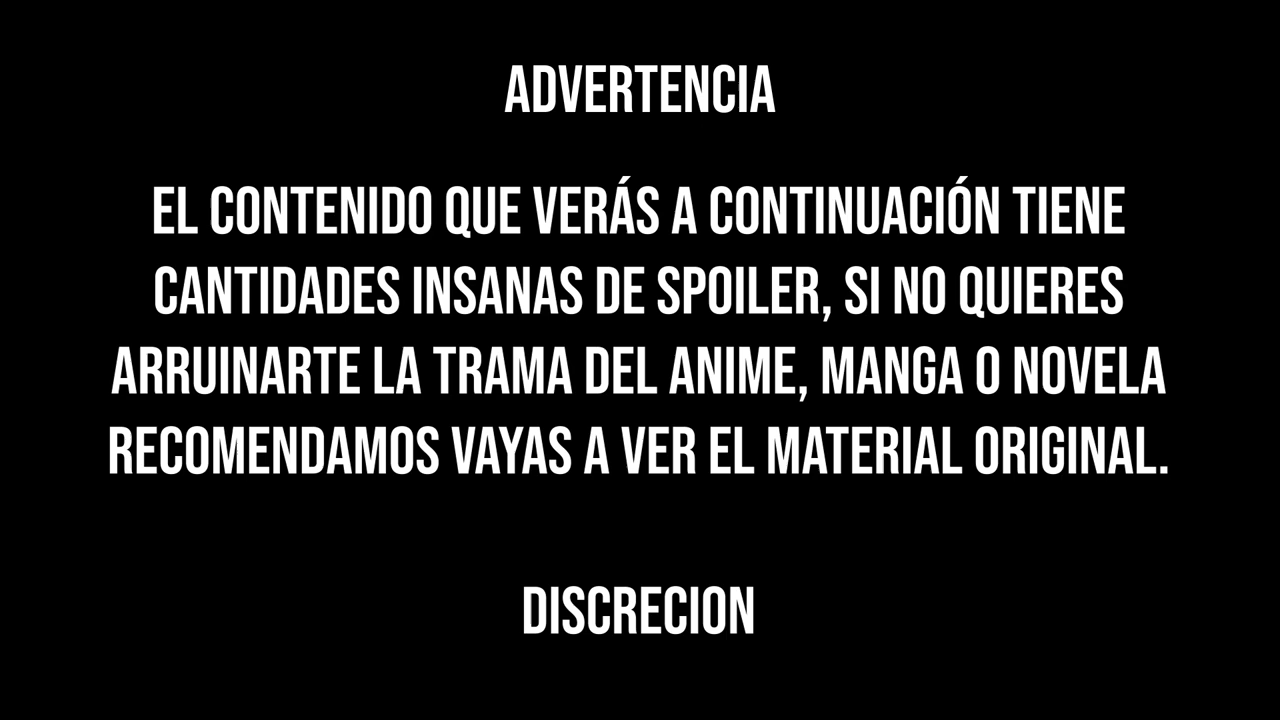 ADVERTENCIA
EL CONTENIDO QUE VERÁS A CONTINUACIÓN TIENE
CANTIDADES INSANAS DE SPOILER, SI NO QUIERES
ARRUINARTE LA TRAMA DEL ANIME, MANGA O NOVELA
RECOMENDAMOS VAYAS A VER EL MATERIAL ORIGINAL.
DISCRECION